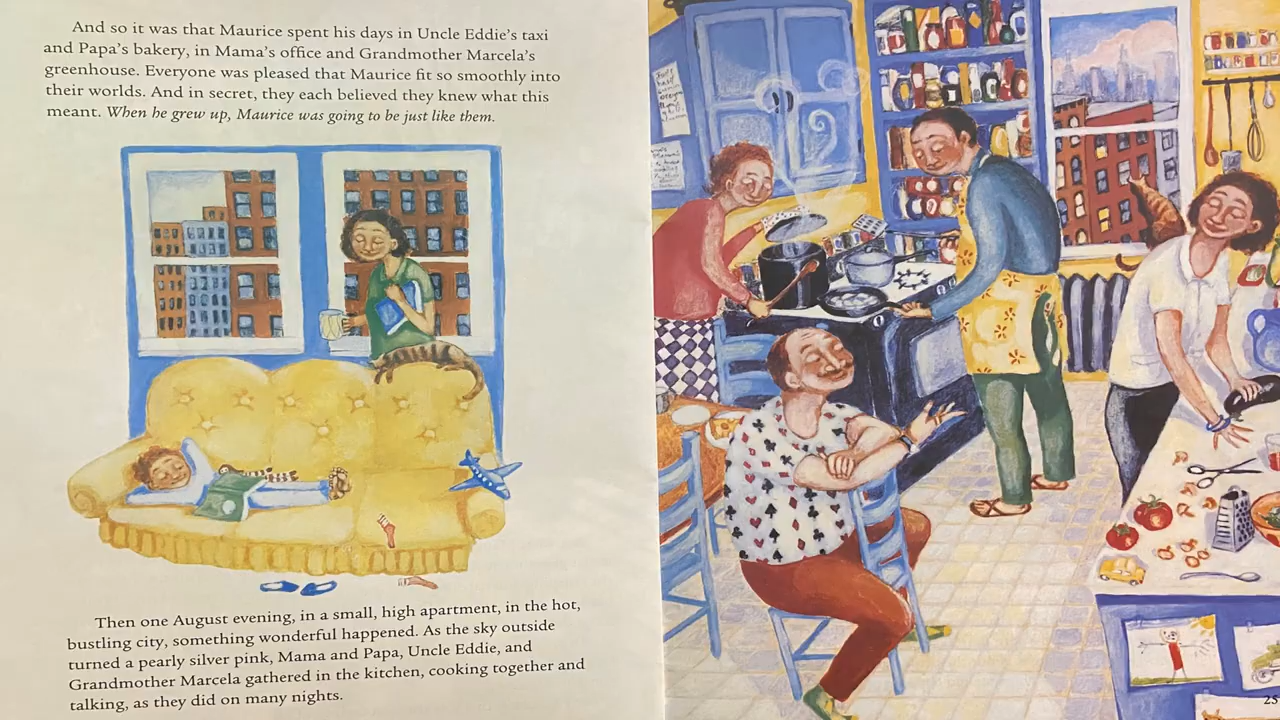 And so it was that Maurice spent his days in Uncle Eddie's taxi
and Papa's bakery, in Mama's office and Grandmother Marcela's
greenhouse. Everyone was pleased that Maurice fit so smoothly into
their worlds. And in secret, they each believed they knew what this
meant. When he grew up, Maurice was going to be just like them.
Then one August evening, in a small, high apartment, in the hot,
bustling city, something wonderful happened. As the sky outside
turned a pearly silver pink, Mama and Papa, Uncle Eddie, and
Grandmother Marcela gathered in the kitchen, cooking together and
talking, as they did on many nights.
25